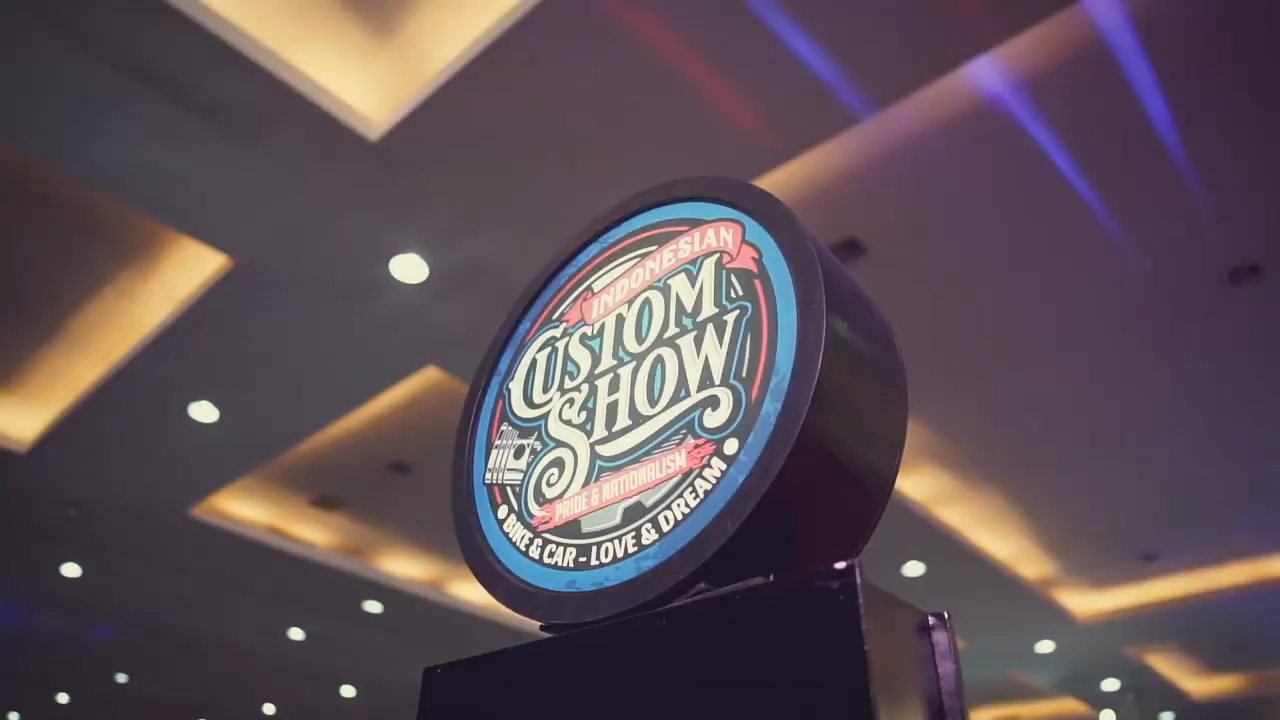 INDONESIAN
CUSTOM
SHOW
PRIDE & NATIONALISM
BIKE & CAR - LOVE & DREAM